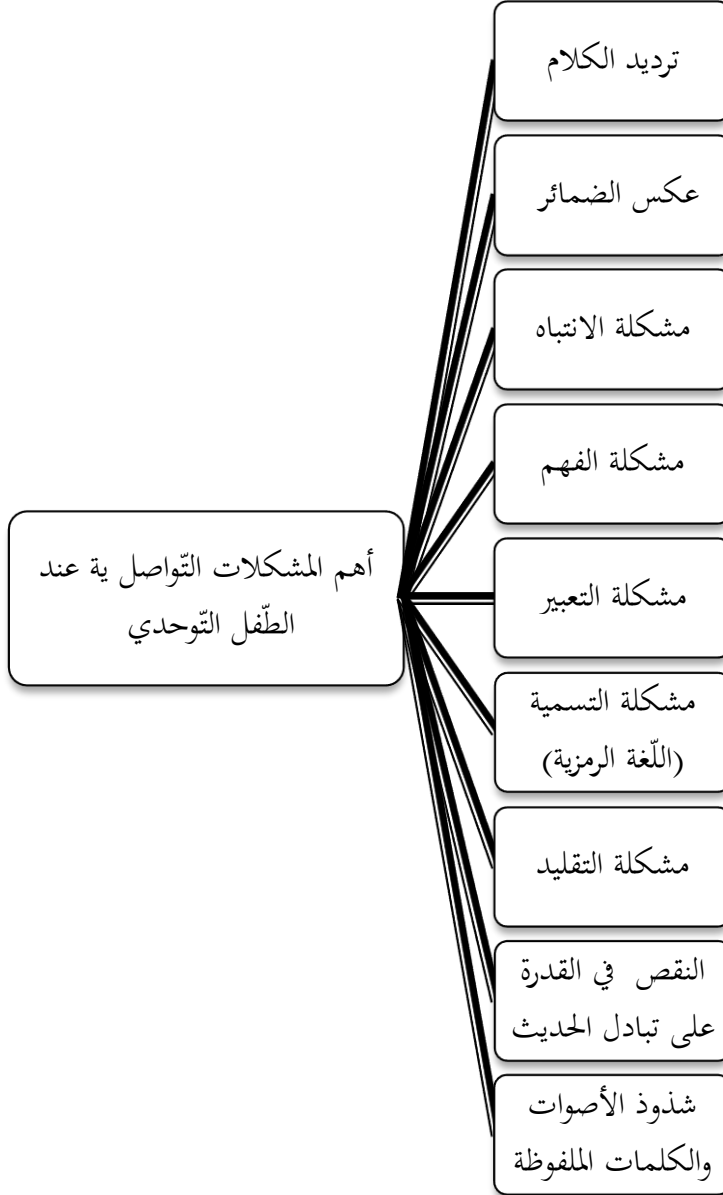 ترديد الكلام
عكس الضمائر
مشكلة الانتباه
مشكلة الفهم
أهم المشكلات التّواصل ية عند
الطّفل التّوحدي
مشكلة التعبير
مشكلة التسمية
(اللّغة الرمزية)
مشكلة التقليد
النقص في القدرة
على تبادل الحديث
شذوذ الأصوات
والكلمات الملفوظة